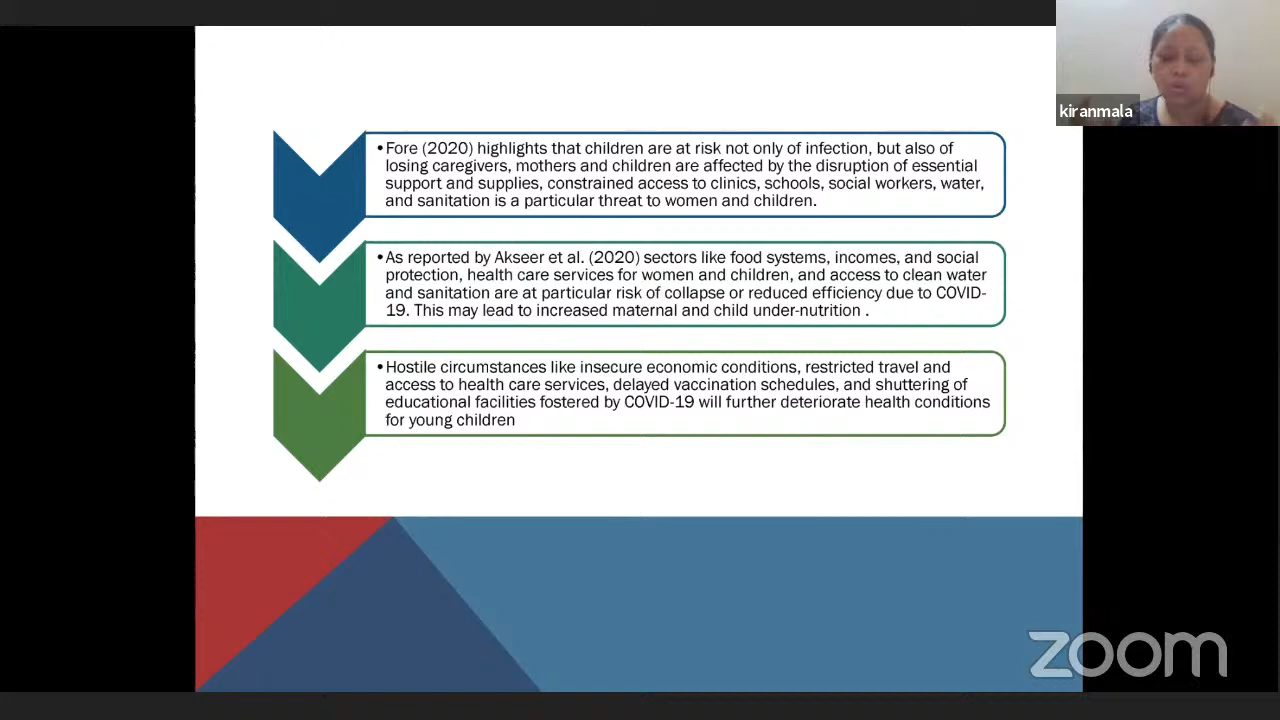 kiranmala
•Fore (2020) highlights that children are at risk not only of infection, but also of
losing caregivers, mothers and children are affected by the disruption of essential
support and supplies, constrained access to clinics, schools, social workers, water,
and sanitation is a particular threat to women and children.
•As reported by Akseer et al. (2020) sectors like food systems, incomes, and social
protection, health care services for women and children, and access to clean water
and sanitation are at particular risk of collapse or reduced efficiency due to COVID-
19. This may lead to increased maternal and child under-nutrition .
•Hostile circumstances like insecure economic conditions, restricted travel and
access to health care services, delayed vaccination schedules, and shuttering of
educational facilities fostered by COVID-19 will further deteriorate health conditions
for young children
zoom